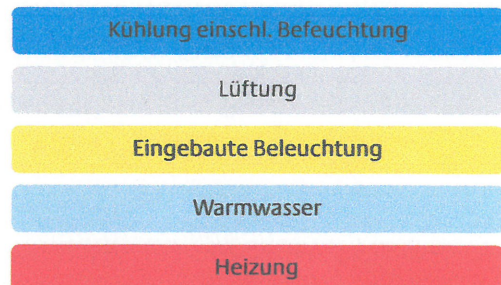 Kühlung einschl. Befeuchtung
Lüftung
Eingebaute Beleuchtung
Warmwasser
Heizung